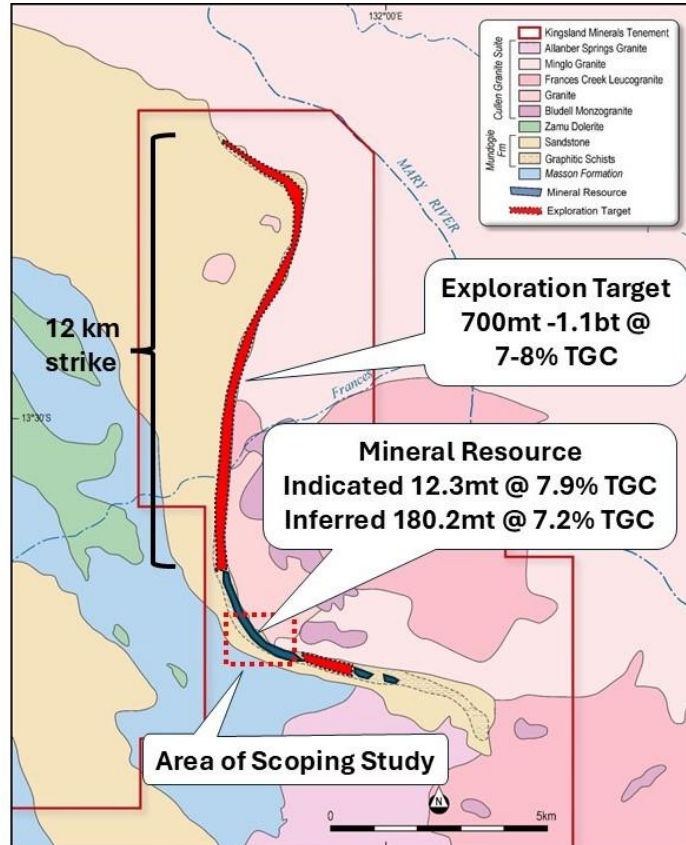 132°00'E
Kingsland Minerals Tenement
Cullen Granite Suite
Allanber Springs Granite
Minglo Granite
Frances Creek Leucogranite
Granite
Bludell Monzogranite
Zamu Dolerite
Mundogie Frm
Sandstone
Graphitic Schists
Masson Formation
Mineral Resource
Exploration Target
MARY RIVER
Exploration Target
700mt -1.1bt @
7-8% TGC
12 km
strike
Frances
13°30'S
Mineral Resource
Indicated 12.3mt @ 7.9% TGC
Inferred 180.2mt @ 7.2% TGC
Area of Scoping Study
N
0
5km